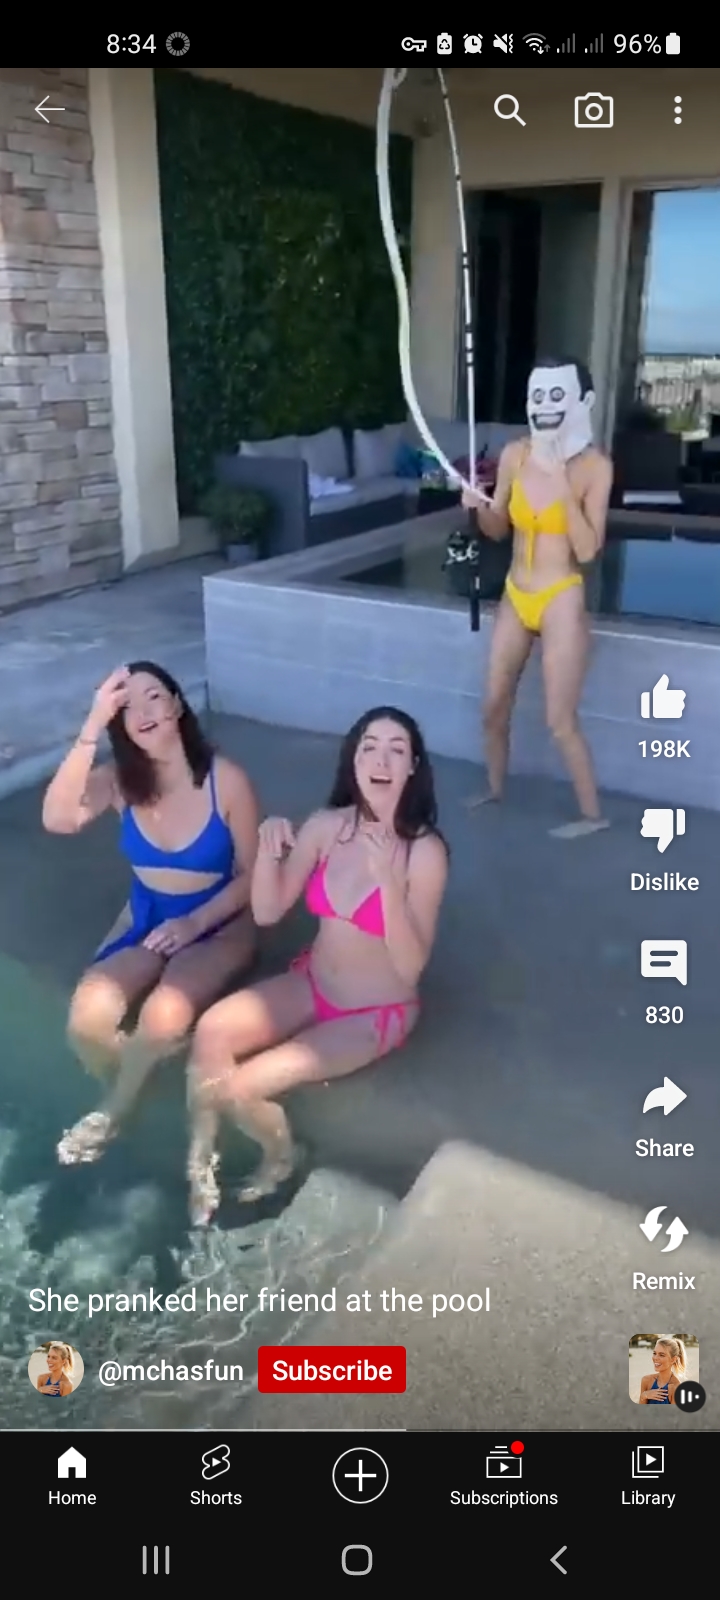 8:34
96%
198K
Dislike
830
Share
Remix
She pranked her friend at the pool
@mchasfun
Subscribe
Home
Shorts
Subscriptions
Library